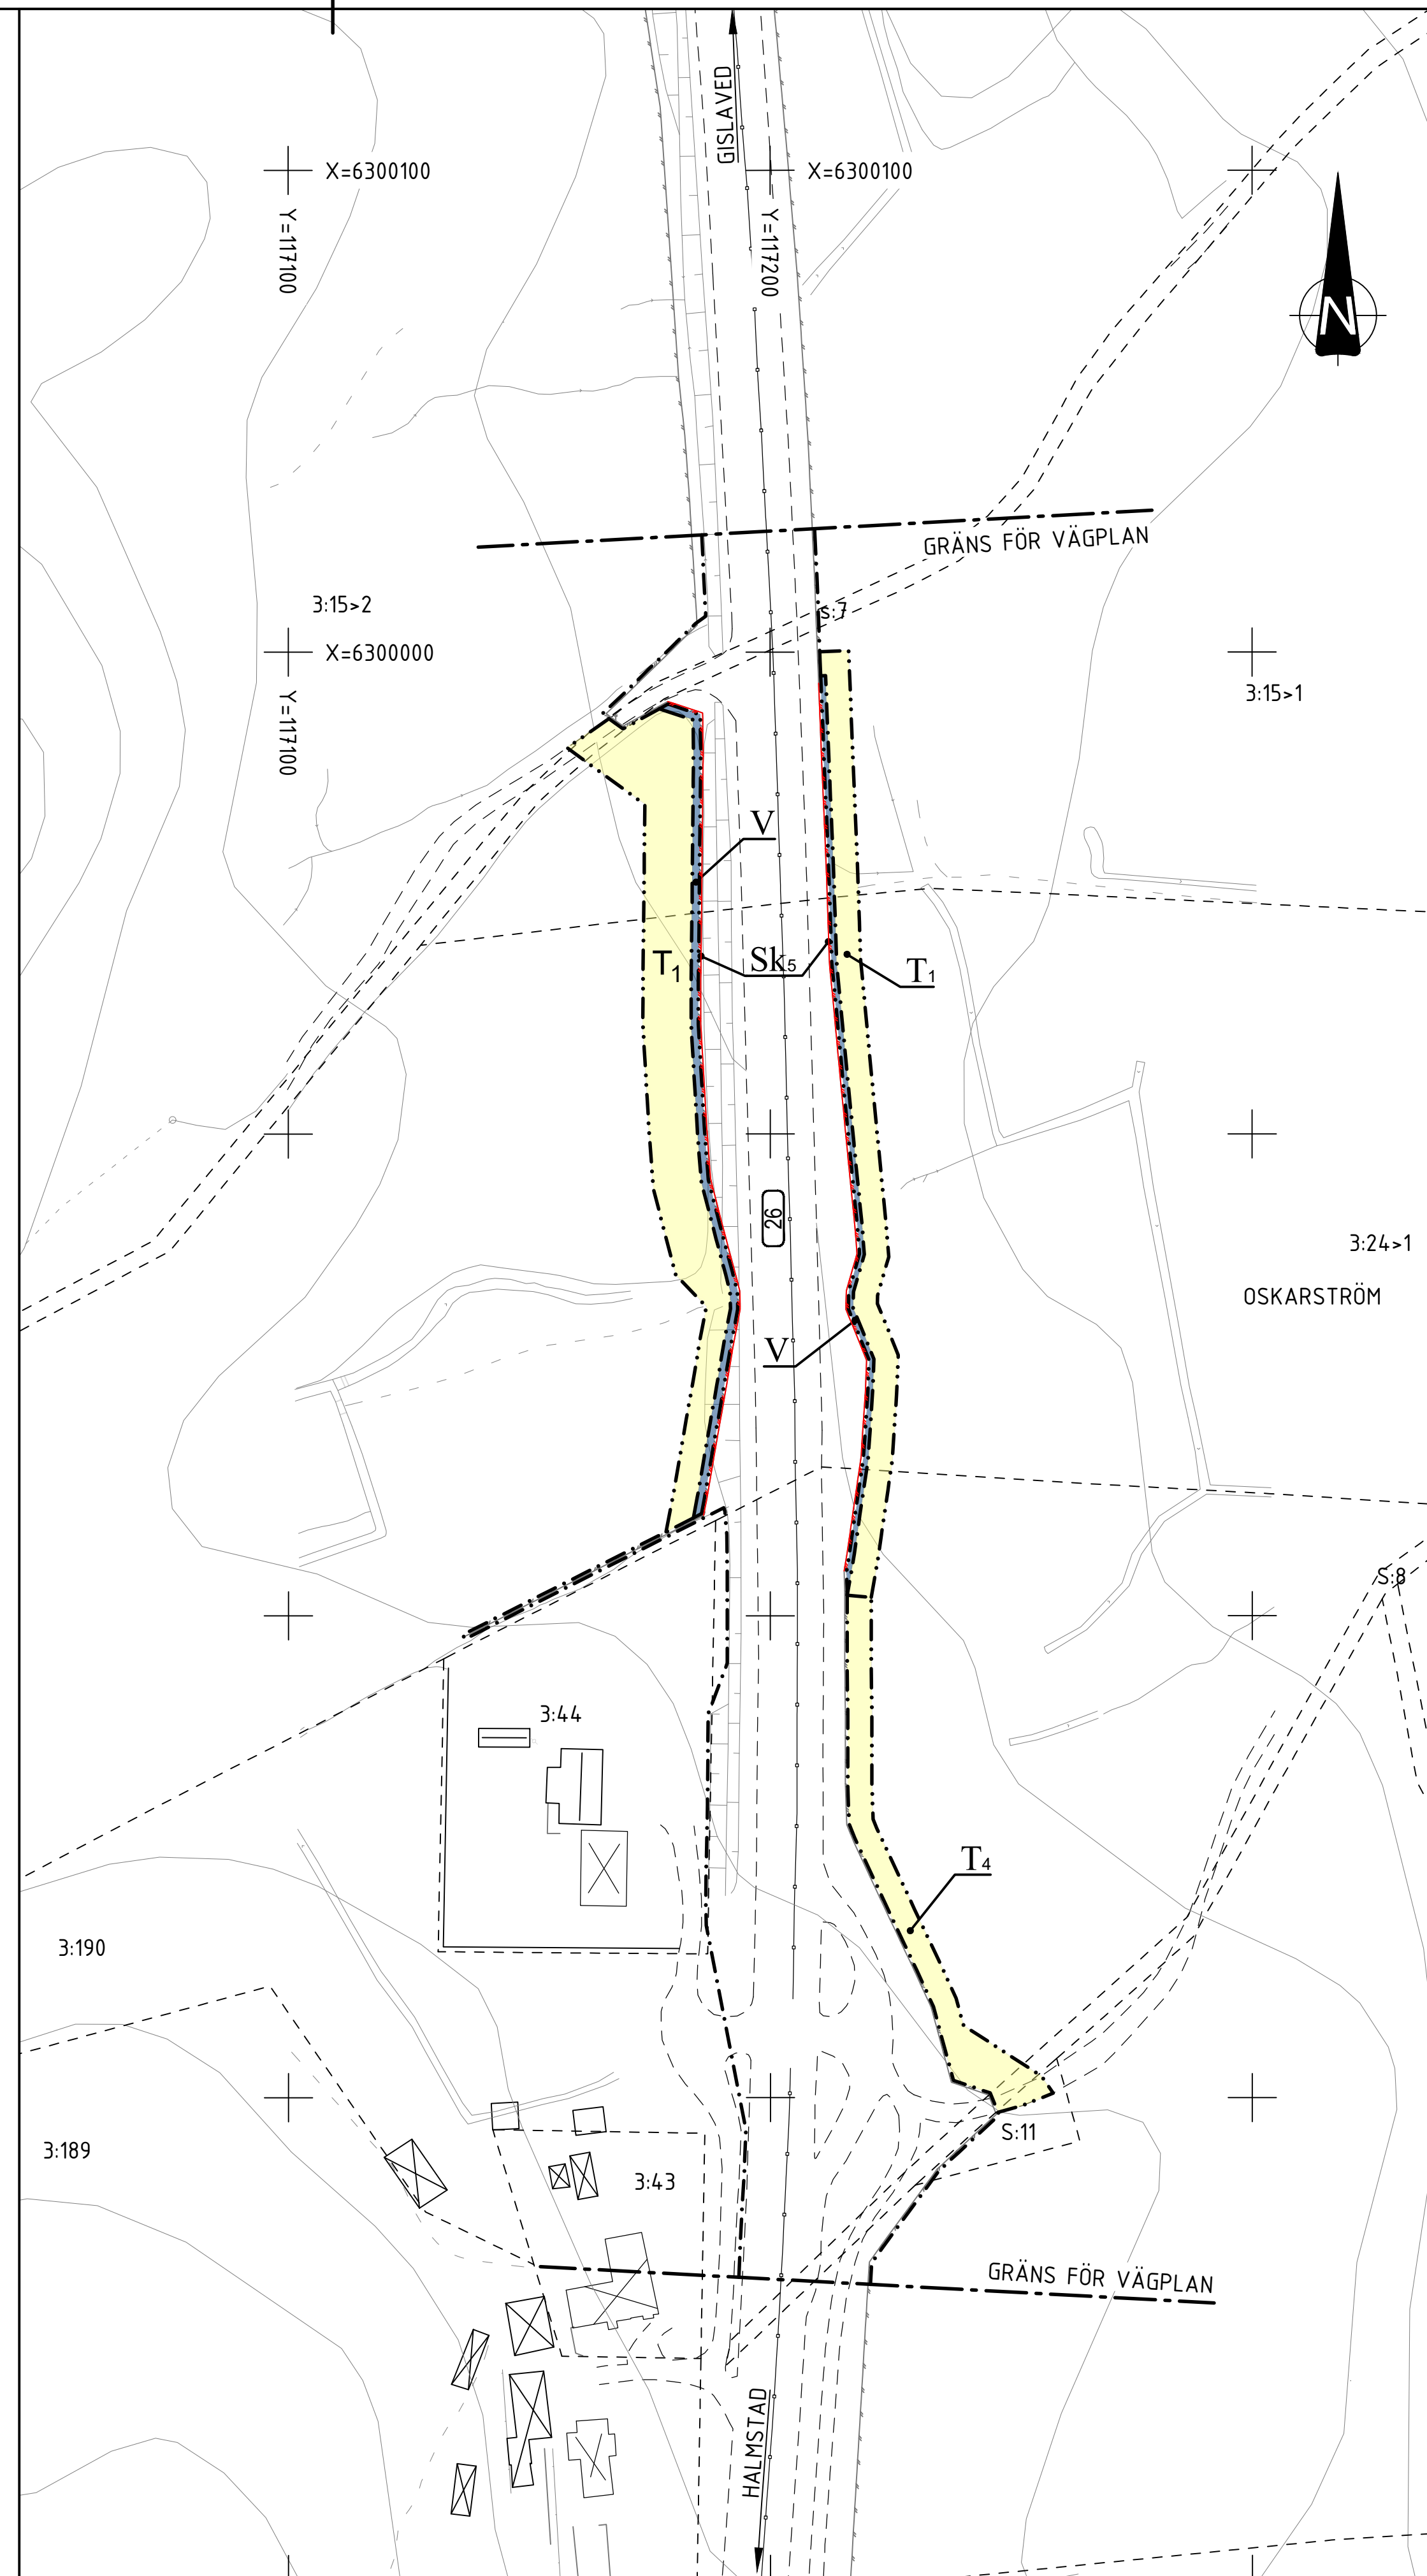 GISLAVED
X=6300100
X=6300100
Y=117100
Y=117200
N
GRÄNS FÖR VÄGPLAN
3:15>2
s:7
X=6300000
3:15>1
Y=117100
V
T1
Sk5
T1
26
3:24>1
OSKARSTRÖM
V
S:8
3:44
T4
3:190
S:11
3:189
3:43
GRÄNS FÖR VÄGPLAN
HALMSTAD